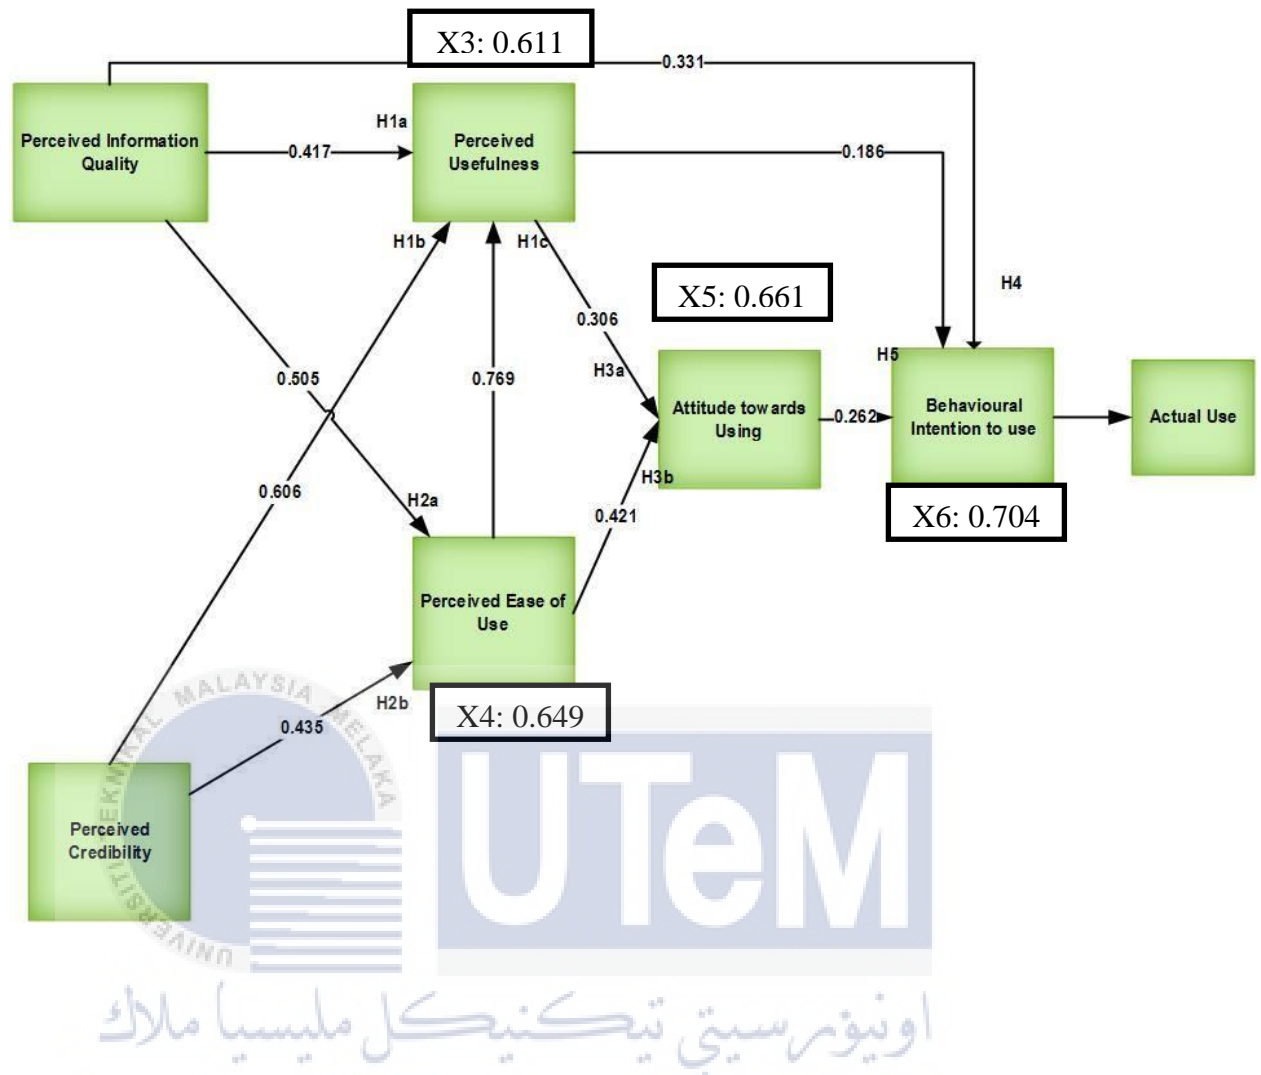 X3: 0.611
0.331
Perceived Information
Quality
H1a
0.417
Perceived
Usefulness
0.186
H1b
H1c
H4
X5: 0.661
0.306
H5
H3a
0.505
0.769
Attitude towards
Using
0.262
Behavioural
Intention to use
Actual Use
0.606
H2a
H3b
0.421
X6: 0.704
Perceived Ease of
Use
H2b
0.435
X4: 0.649
Perceived
Credibility
UNIVERSITI TEKNIKAL MALAYSIA MELAKA
UTeM
اونيۏرسيتي تيكنيكل مليسيا ملاك